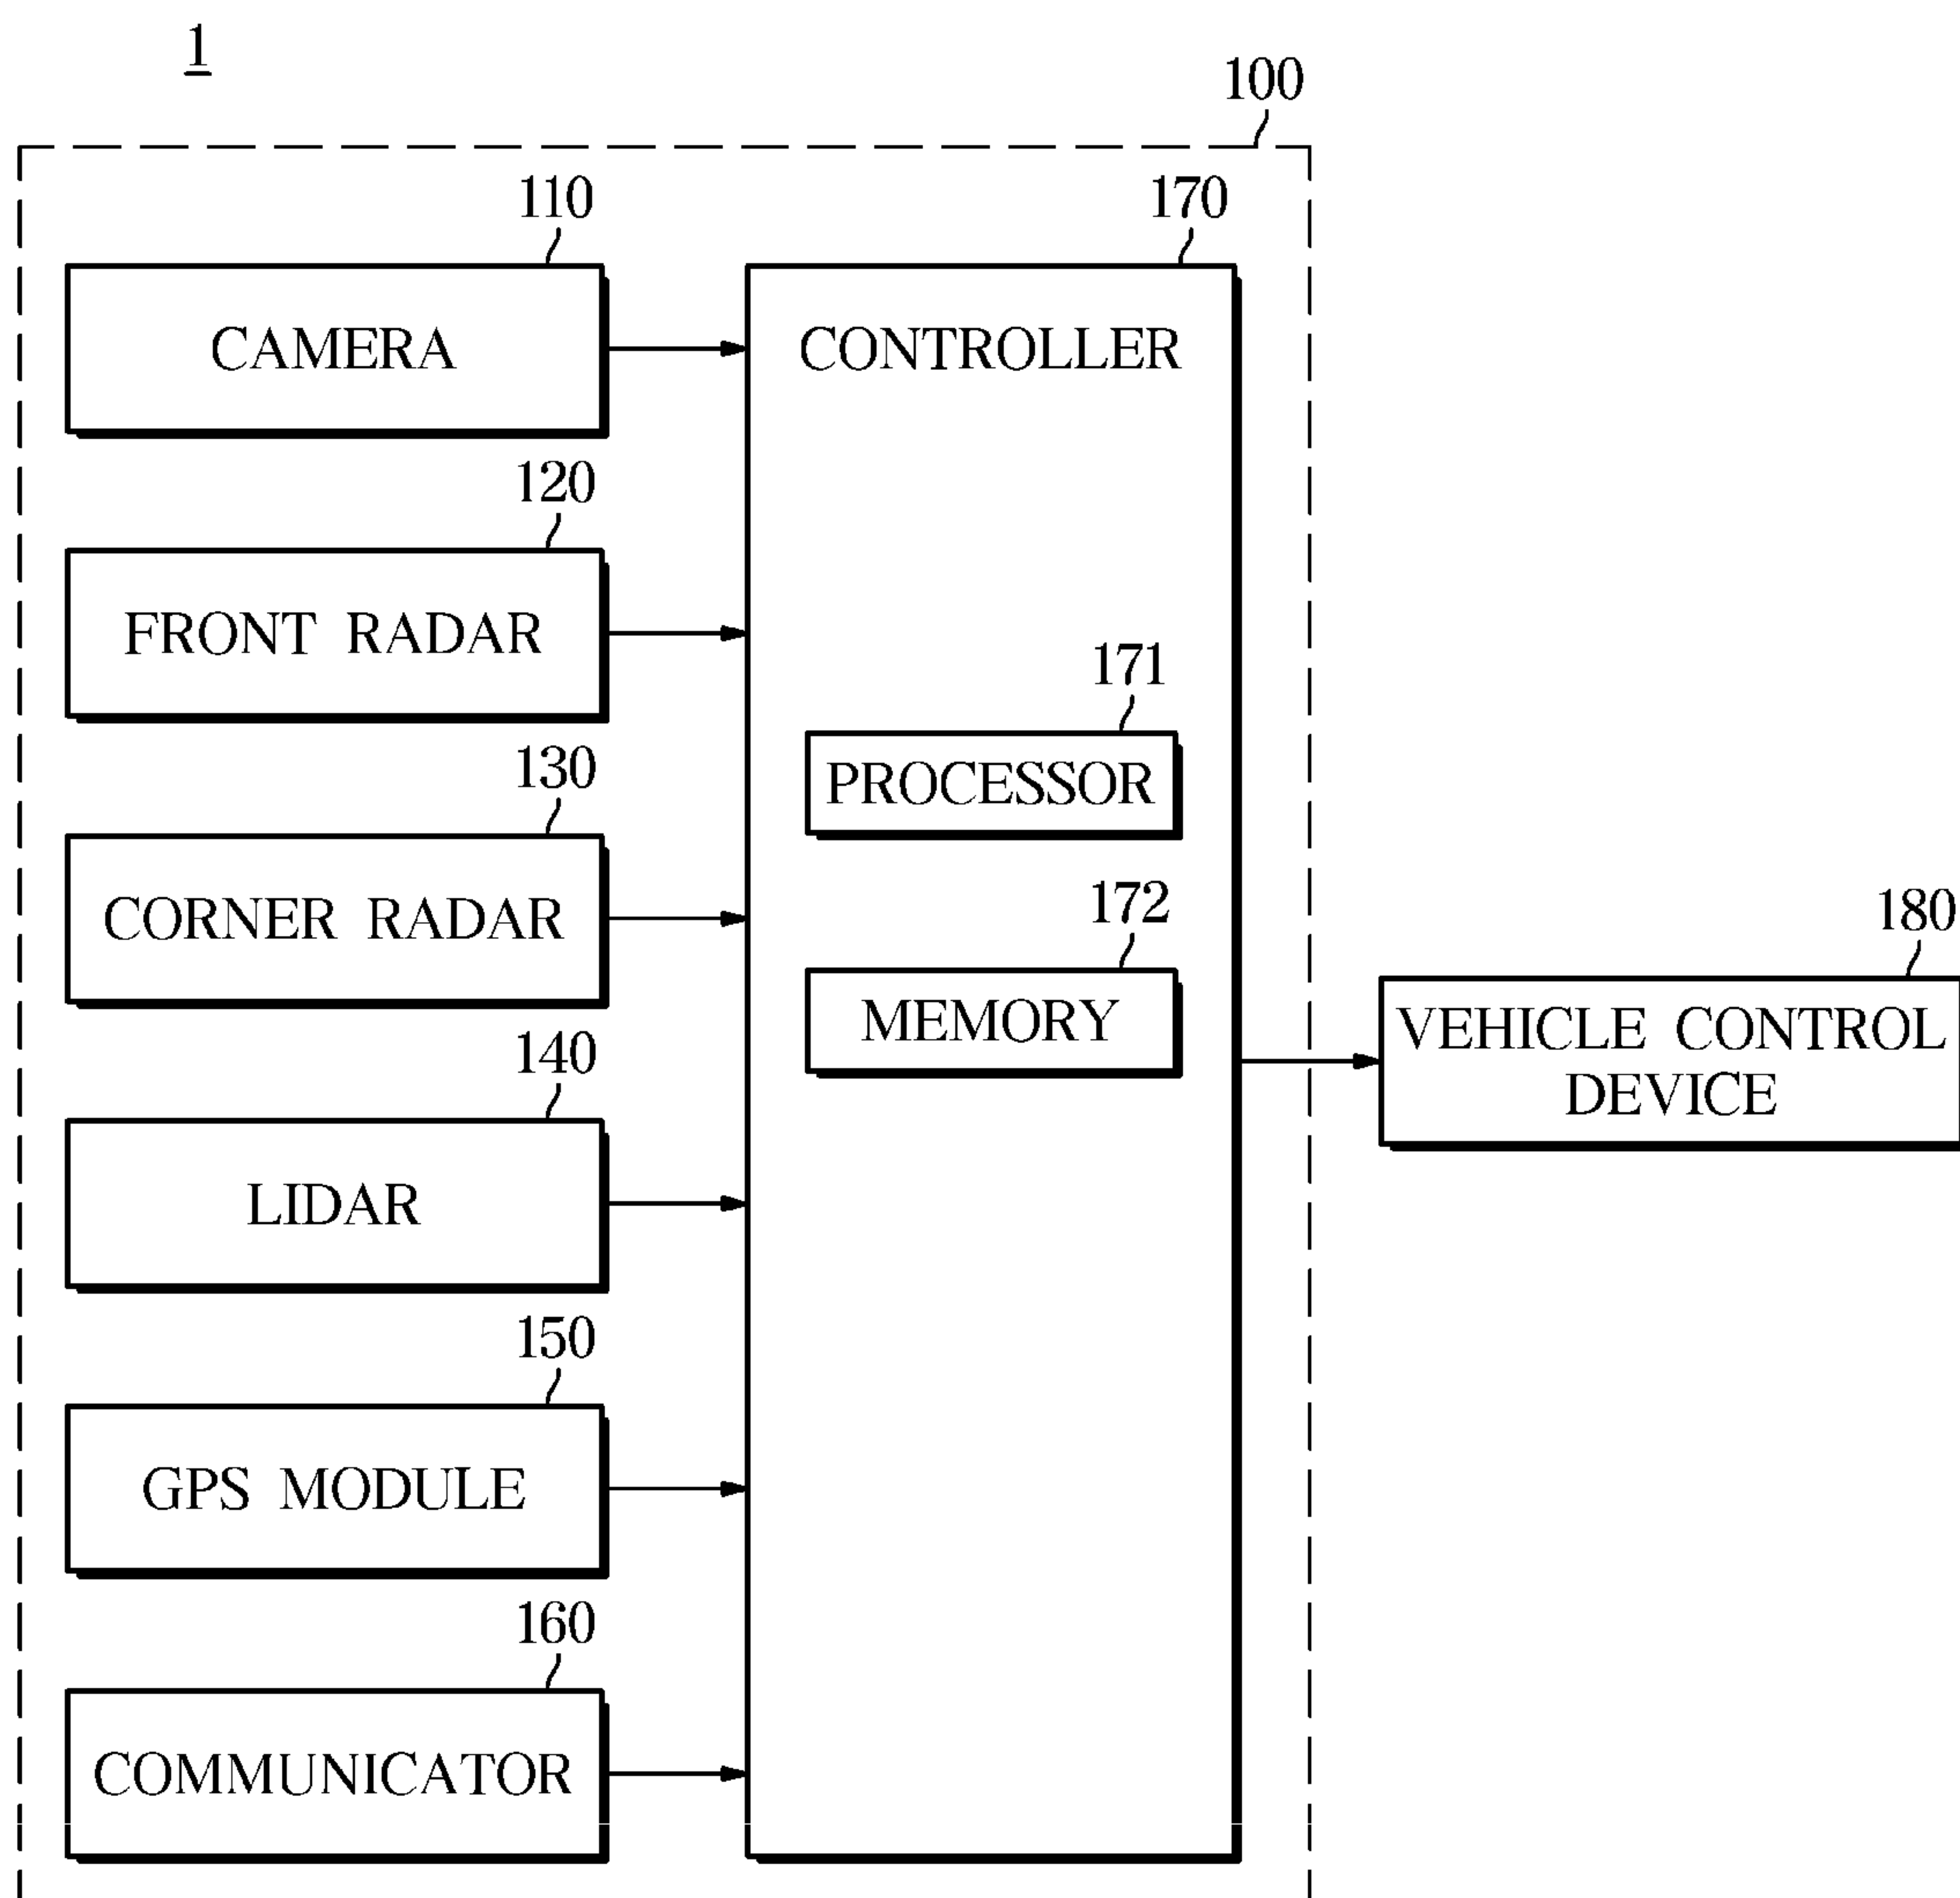 1
100
110
170
CAMERA
CONTROLLER
120
FRONT RADAR
171
PROCESSOR
130
CORNER RADAR
172
MEMORY
180
VEHICLE CONTROL
DEVICE
140
LIDAR
150
GPS MODULE
160
COMMUNICATOR